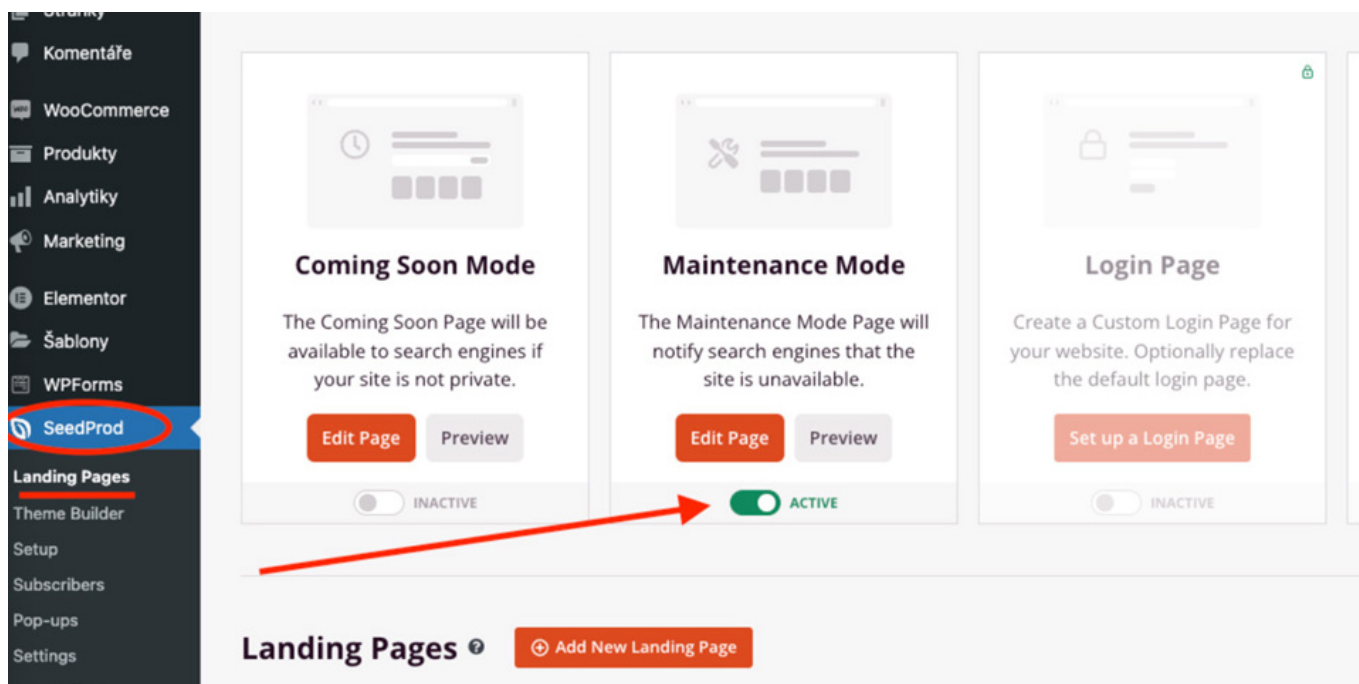 Stránky
Komentáře
WooCommerce
Produkty
Analytiky
Marketing
Elementor
Šablony
WPForms
SeedProd
Landing Pages
Theme Builder
Setup
Subscribers
Pop-ups
Settings
Coming Soon Mode
The Coming Soon Page will be
available to search engines if
your site is not private.
Edit Page Preview
INACTIVE
Maintenance Mode
The Maintenance Mode Page will
notify search engines that the
site is unavailable.
Edit Page Preview
ACTIVE
Login Page
Create a Custom Login Page for
your website. Optionally replace
the default login page.
Set up a Login Page
INACTIVE
Landing Pages
Add New Landing Page